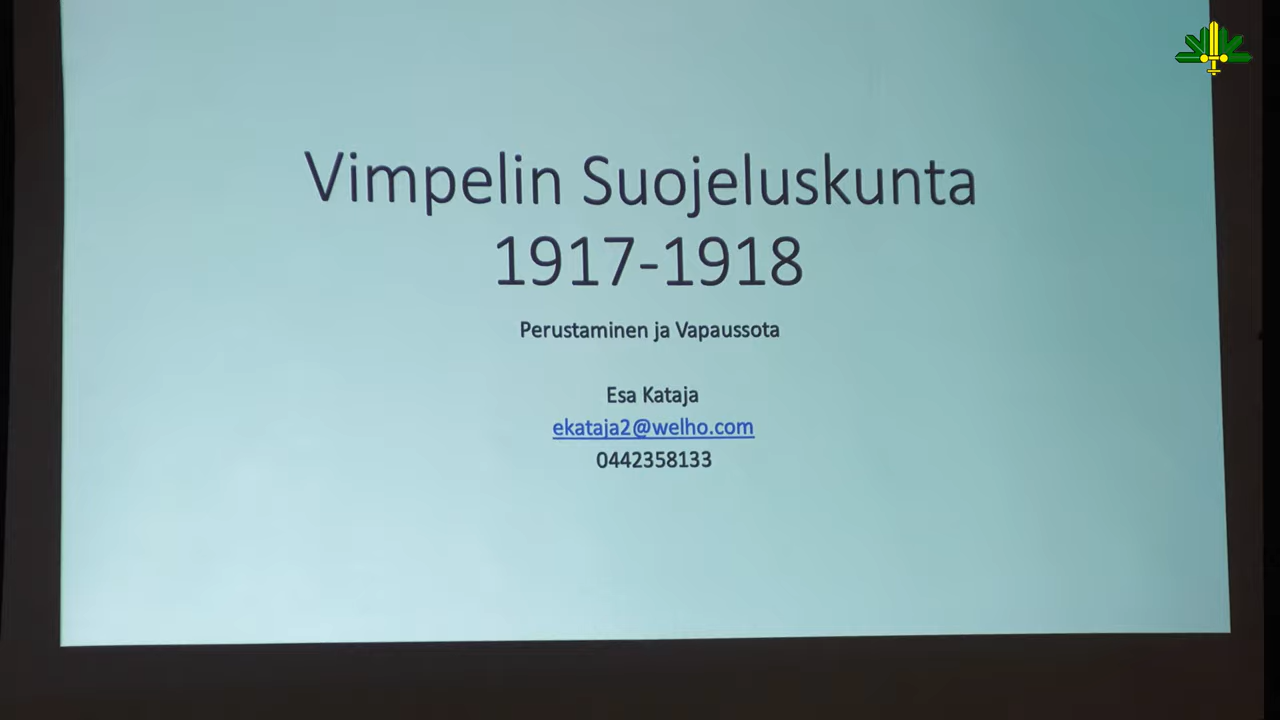 Vimpelin Suojeluskunta
1917-1918
Perustaminen ja Vapaussota
Esa Kataja
ekataja2@welho.com
0442358133